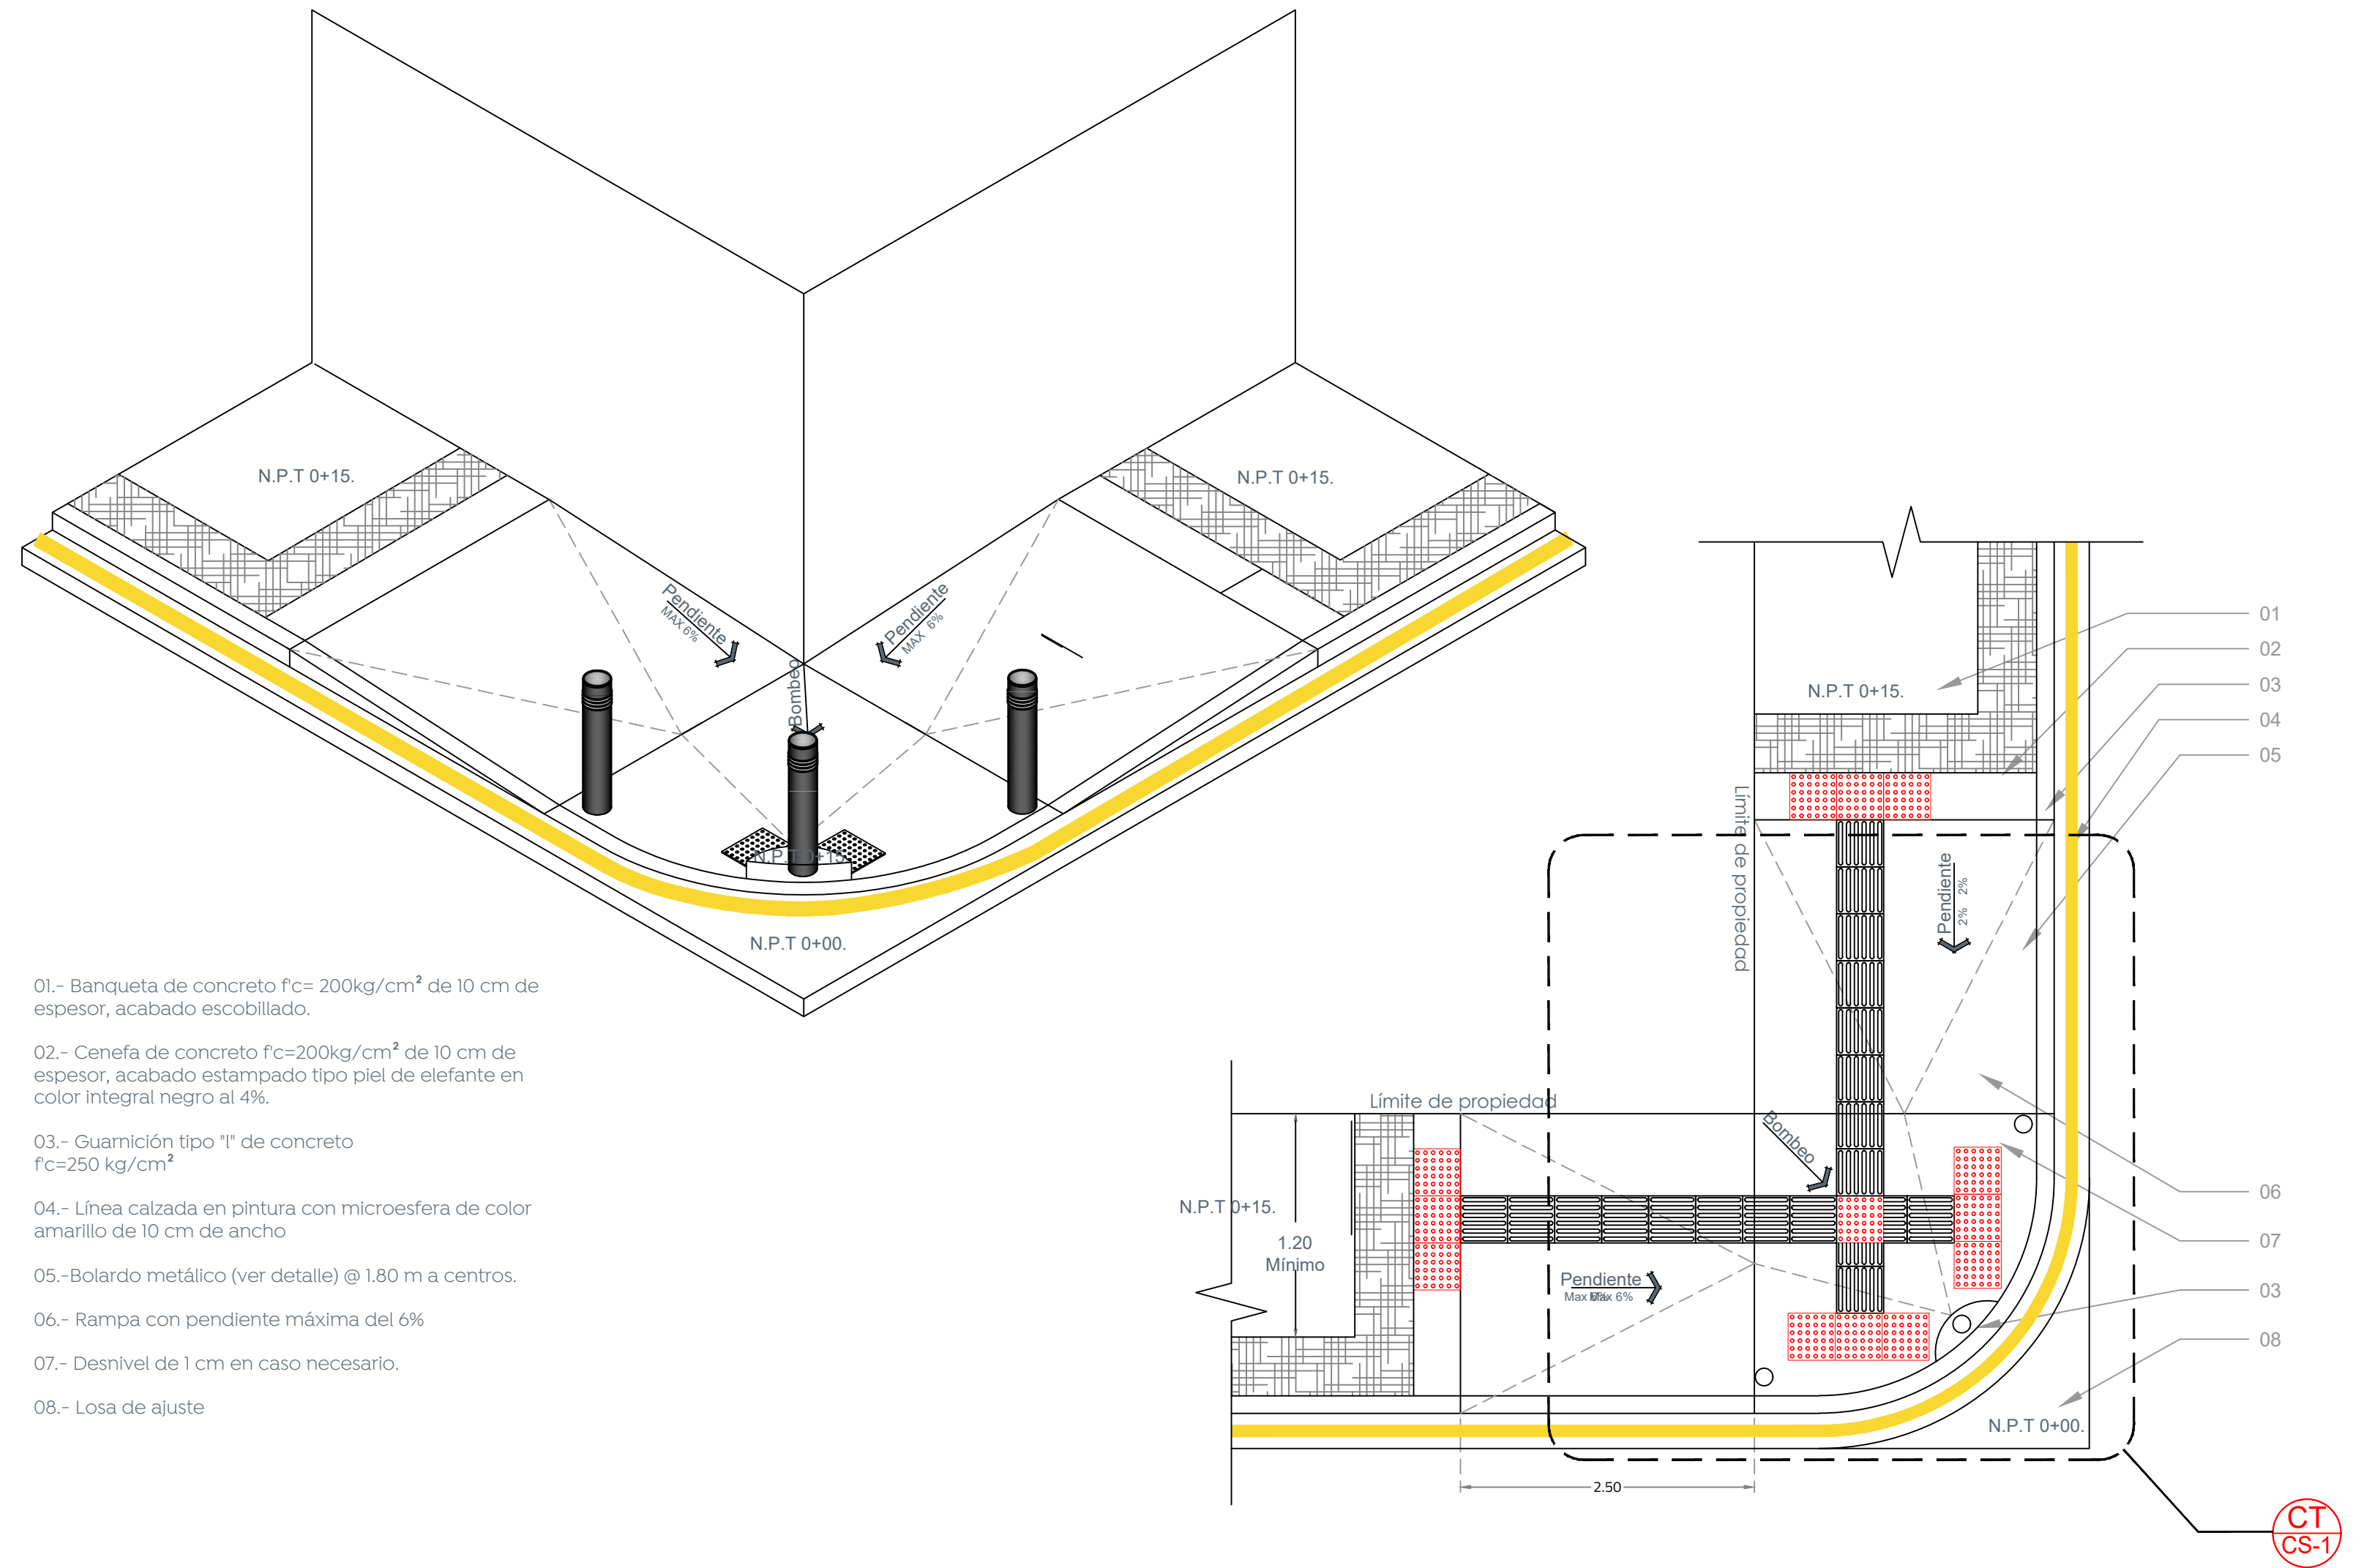 N.P.T 0+15.
N.P.T 0+15.
Pendiente
MAX 6%
Pendiente
MAX 6%
Bombeo
N.P.T 0+15.
N.P.T 0+00.
01.- Banqueta de concreto f'c= 200kg/cm² de 10 cm de
espesor, acabado escobillado.
02.- Cenefa de concreto f'c=200kg/cm² de 10 cm de
espesor, acabado estampado tipo piel de elefante en
color integral negro al 4%.
03.- Guarnición tipo "l" de concreto
f'c=250 kg/cm²
04.- Línea calzada en pintura con microesfera de color
amarillo de 10 cm de ancho
05.-Bolardo metálico (ver detalle) @ 1.80 m a centros.
06.- Rampa con pendiente máxima del 6%
07.- Desnivel de 1 cm en caso necesario.
08.- Losa de ajuste
N.P.T 0+15.
01
02
03
04
05
Límite de propiedad
Pendiente
2% 2%
Límite de propiedad
Bombeo
N.P.T 0+15.
1.20
Mínimo
Pendiente
Max Max 6%
06
07
03
08
N.P.T 0+00.
2.50
CT
CS-1